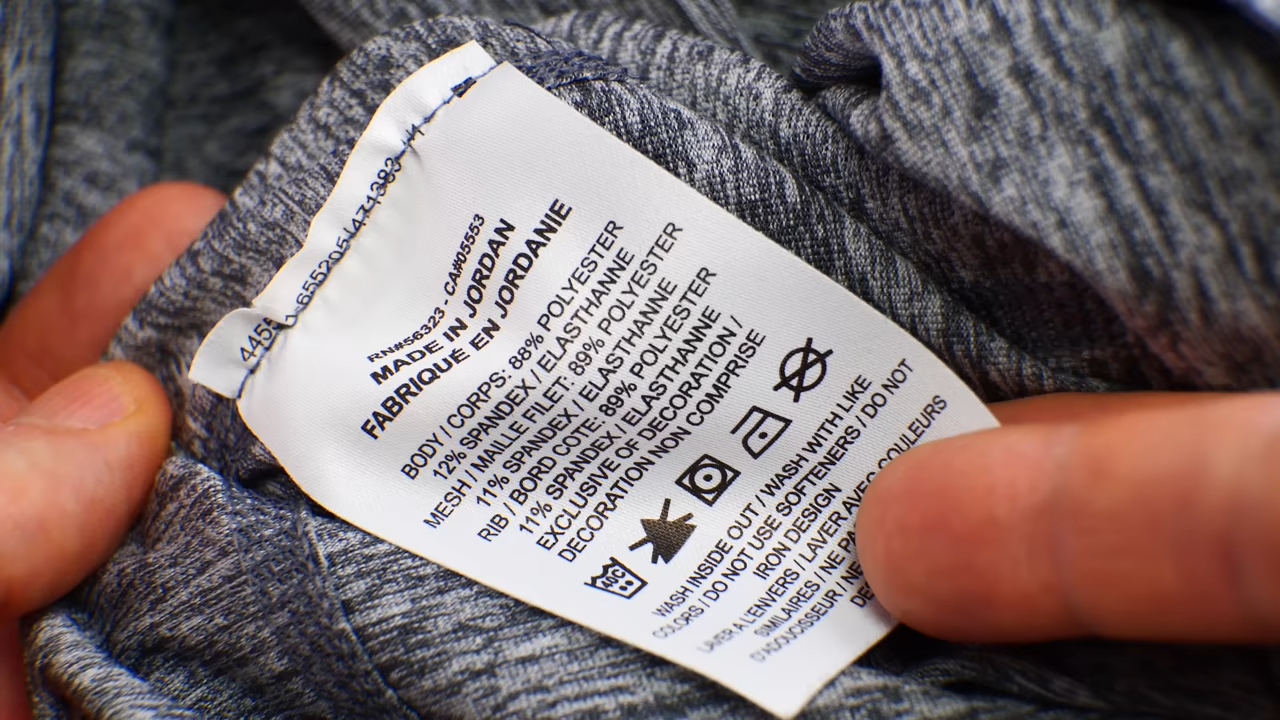 655205 471383
RN#56323 - CA#05553
MADE IN JORDAN
FABRIQUÉ EN JORDANIE
BODY / CORPS: 88% POLYESTER
12% SPANDEX / ELASTHANNE
MESH / MAILLE FILET: 89% POLYESTER
11% SPANDEX / ELASTHANNE
RIB / BORD COTE: 89% POLYESTER
11% SPANDEX / ELASTHANNE
EXCLUSIVE OF DECORATION /
DECORATION NON COMPRISE
40C
WASH INSIDE OUT / WASH WITH LIKE
COLORS / DO NOT USE SOFTENERS / DO NOT
IRON DESIGN
LAVER A L'ENVERS / LAVER AVEC COULEURS
SIMILAIRES / NE
D'ADOUCISSEUR / NE